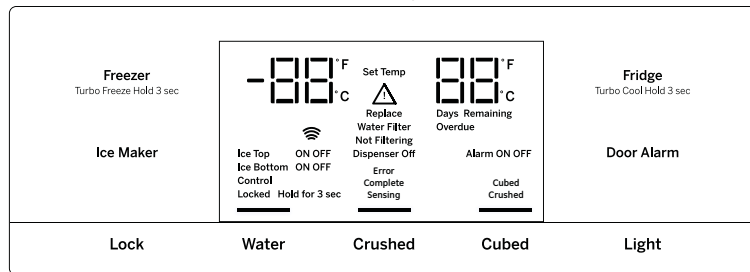 Freezer
Turbo Freeze Hold 3 sec
Ice Maker
-88 °F °C
Set Temp
88 °F °C
Replace
Water Filter
Not Filtering
Dispenser Off
Days Remaining
Overdue
Ice Top ON OFF
Ice Bottom ON OFF
Control
Locked Hold for 3 sec
Error
Complete
Sensing
Alarm ON OFF
Cubed
Crushed
Fridge
Turbo Cool Hold 3 sec
Door Alarm
Lock
Water
Crushed
Cubed
Light